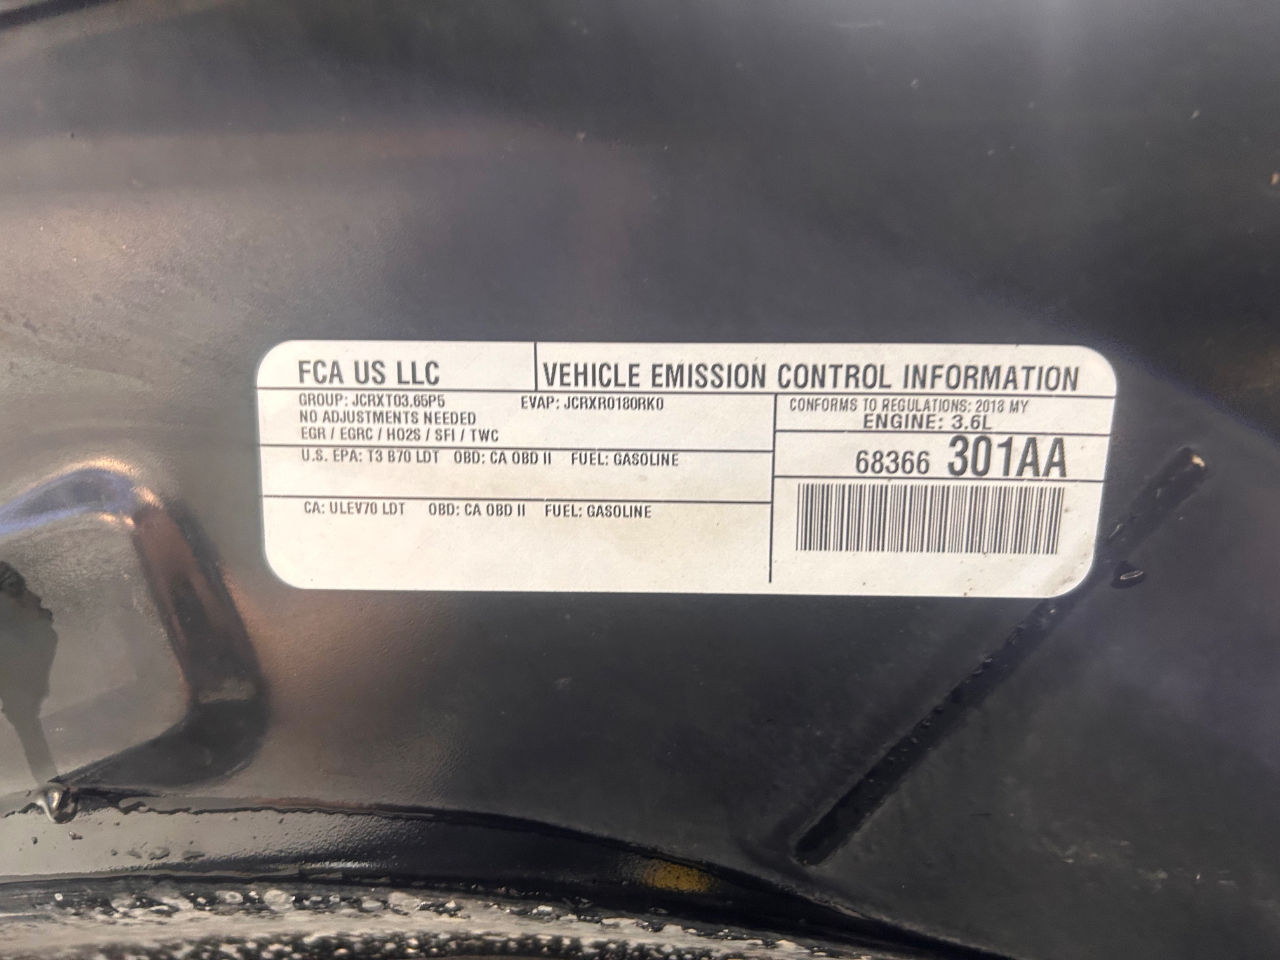 FCA US LLC
VEHICLE EMISSION CONTROL INFORMATION
GROUP: JCRXT03.65P5 EVAP: JCRXR0180RK0
NO ADJUSTMENTS NEEDED
EGR / EGRC / HO2S / SFI / TWC
CONFORMS TO REGULATIONS: 2018 MY
ENGINE: 3.6L
U.S. EPA: T3 B70 LDT OBD: CA OBD II FUEL: GASOLINE
68366 301AA
CA: ULEV70 LDT OBD: CA OBD II FUEL: GASOLINE